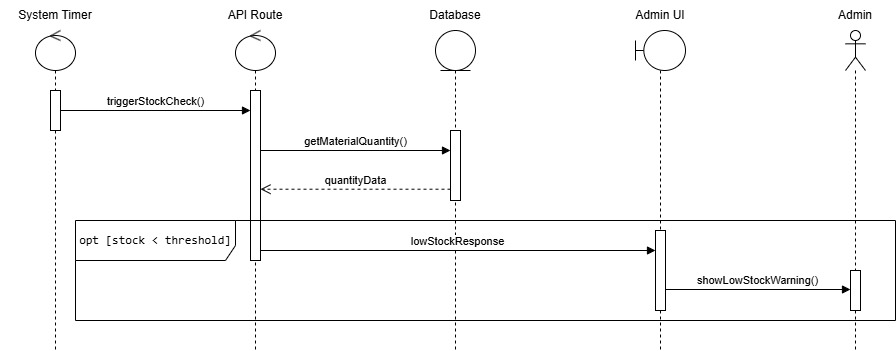 System Timer
API Route
Database
Admin UI
Admin
triggerStockCheck()
getMaterialQuantity()
quantityData
opt [stock < threshold]
lowStockResponse
showLowStockWarning()